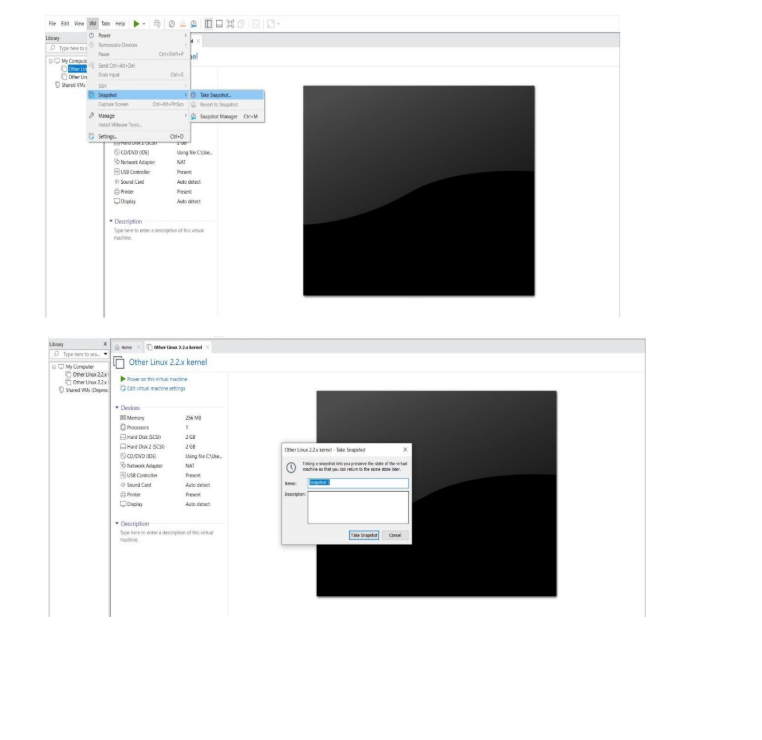 File Edit View VM Tabs Help
Library
Type here to s
My Compute
Other Lin
Other Lin
Shared VMs
Power
Removable Devices
Pause Ctrl+Shift+P
Send Ctrl+Alt+Del
Grab Input Ctrl+G
SSH
Snapshot
Capture Screen Ctrl+Alt+PrtScn
Manage
Install VMware Tools...
Settings... Ctrl+D
Take Snapshot...
Revert to Snapshot
Snapshot Manager Ctrl+M
nel
Hard Disk 2 (SCSI) 2 GB
CD/DVD (IDE) Using file C:\Use...
Network Adapter NAT
USB Controller Present
Sound Card Auto detect
Printer Present
Display Auto detect
Description
Type here to enter a description of this virtual
machine.
Library X
Type here to sea...
My Computer
Other Linux 2.2.x
Other Linux 2.2.x
Shared VMs (Deprec
Home
Other Linux 2.2.x kernel
Other Linux 2.2.x kernel
Power on this virtual machine
Edit virtual machine settings
Devices
Memory 256 MB
Processors 1
Hard Disk (SCSI) 2 GB
Hard Disk 2 (SCSI) 2 GB
CD/DVD (IDE) Using file C:\Use...
Network Adapter NAT
USB Controller Present
Sound Card Auto detect
Printer Present
Display Auto detect
Description
Type here to enter a description of this virtual
machine.
Other Linux 2.2.x kernel - Take Snapshot
Taking a snapshot lets you preserve the state of the virtual
machine so that you can return to the same state later.
Name: Snapshot 1
Description:
Take Snapshot Cancel